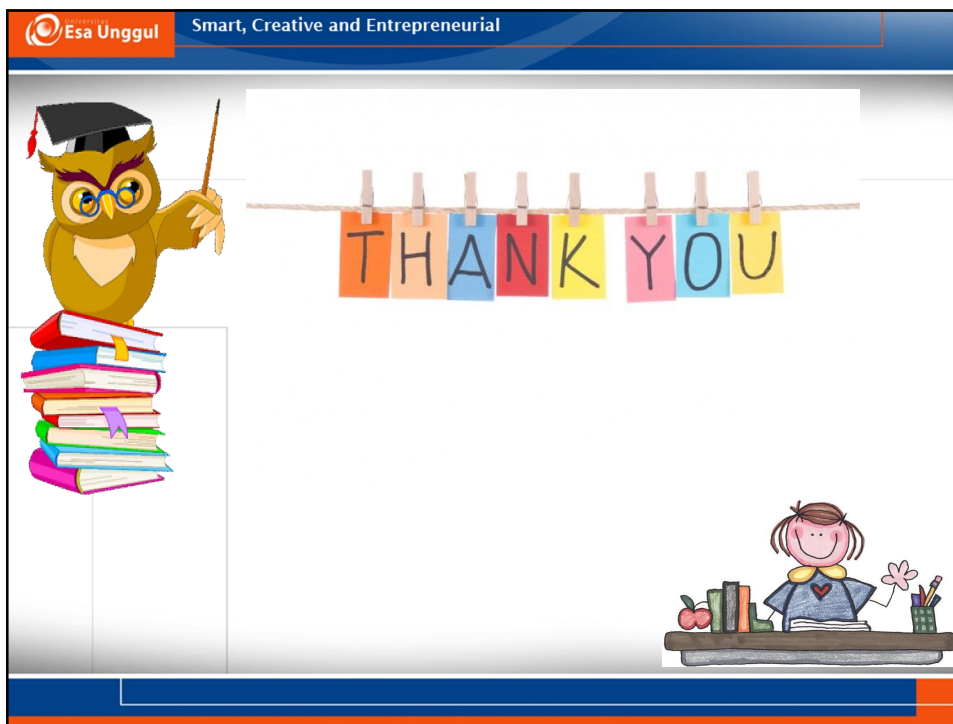 Universitas
Esa Unggul
Smart, Creative and Entrepreneurial
THANK YOU